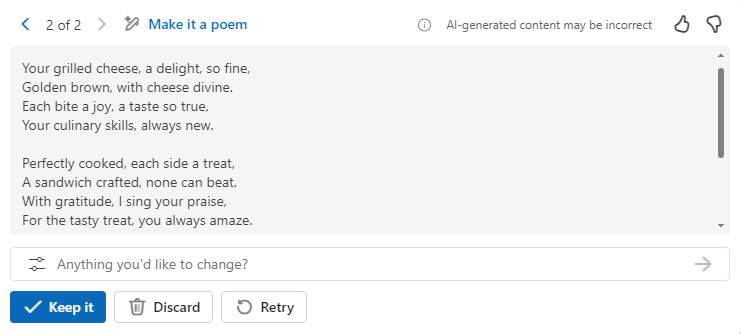 2 of 2 Make it a poem AI-generated content may be incorrect
Your grilled cheese, a delight, so fine,
Golden brown, with cheese divine.
Each bite a joy, a taste so true,
Your culinary skills, always new.
Perfectly cooked, each side a treat,
A sandwich crafted, none can beat.
With gratitude, I sing your praise,
For the tasty treat, you always amaze.
Anything you'd like to change?
Keep it Discard Retry